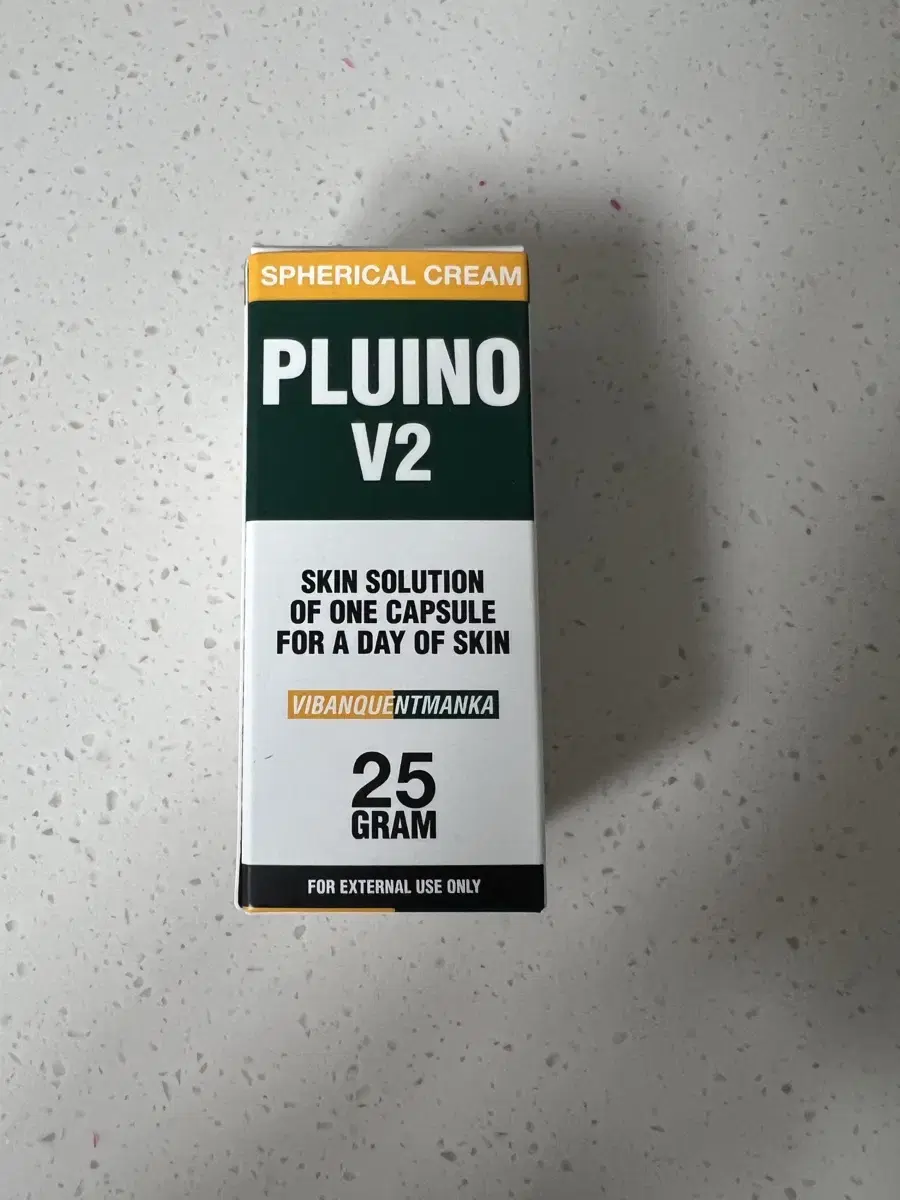 SPHERICAL CREAM
PLUINO
V2
SKIN SOLUTION
OF ONE CAPSULE
FOR A DAY OF SKIN
VIBANQUENTMANKA
25
GRAM
FOR EXTERNAL USE ONLY